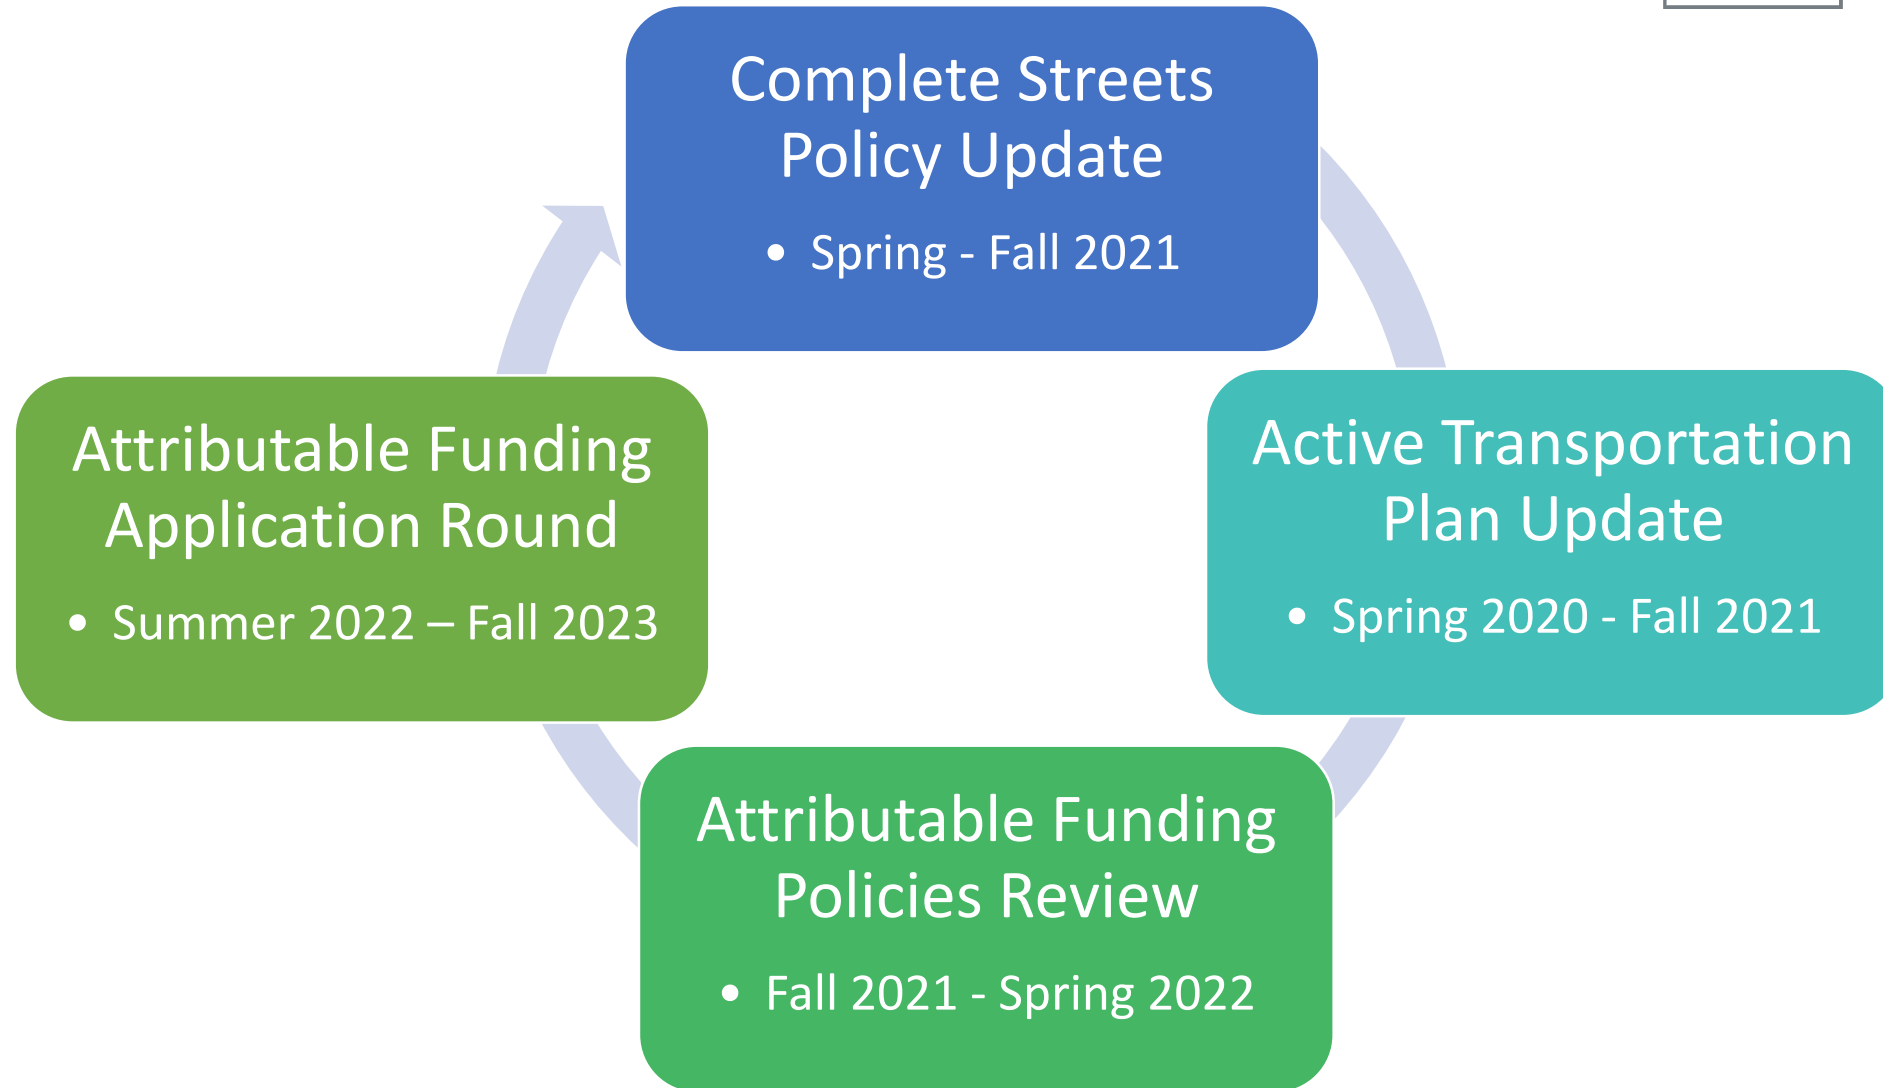 Complete Streets
Policy Update
• Spring - Fall 2021
Active Transportation
Plan Update
• Spring 2020 - Fall 2021
Attributable Funding
Policies Review
• Fall 2021 - Spring 2022
Attributable Funding
Application Round
• Summer 2022 – Fall 2023